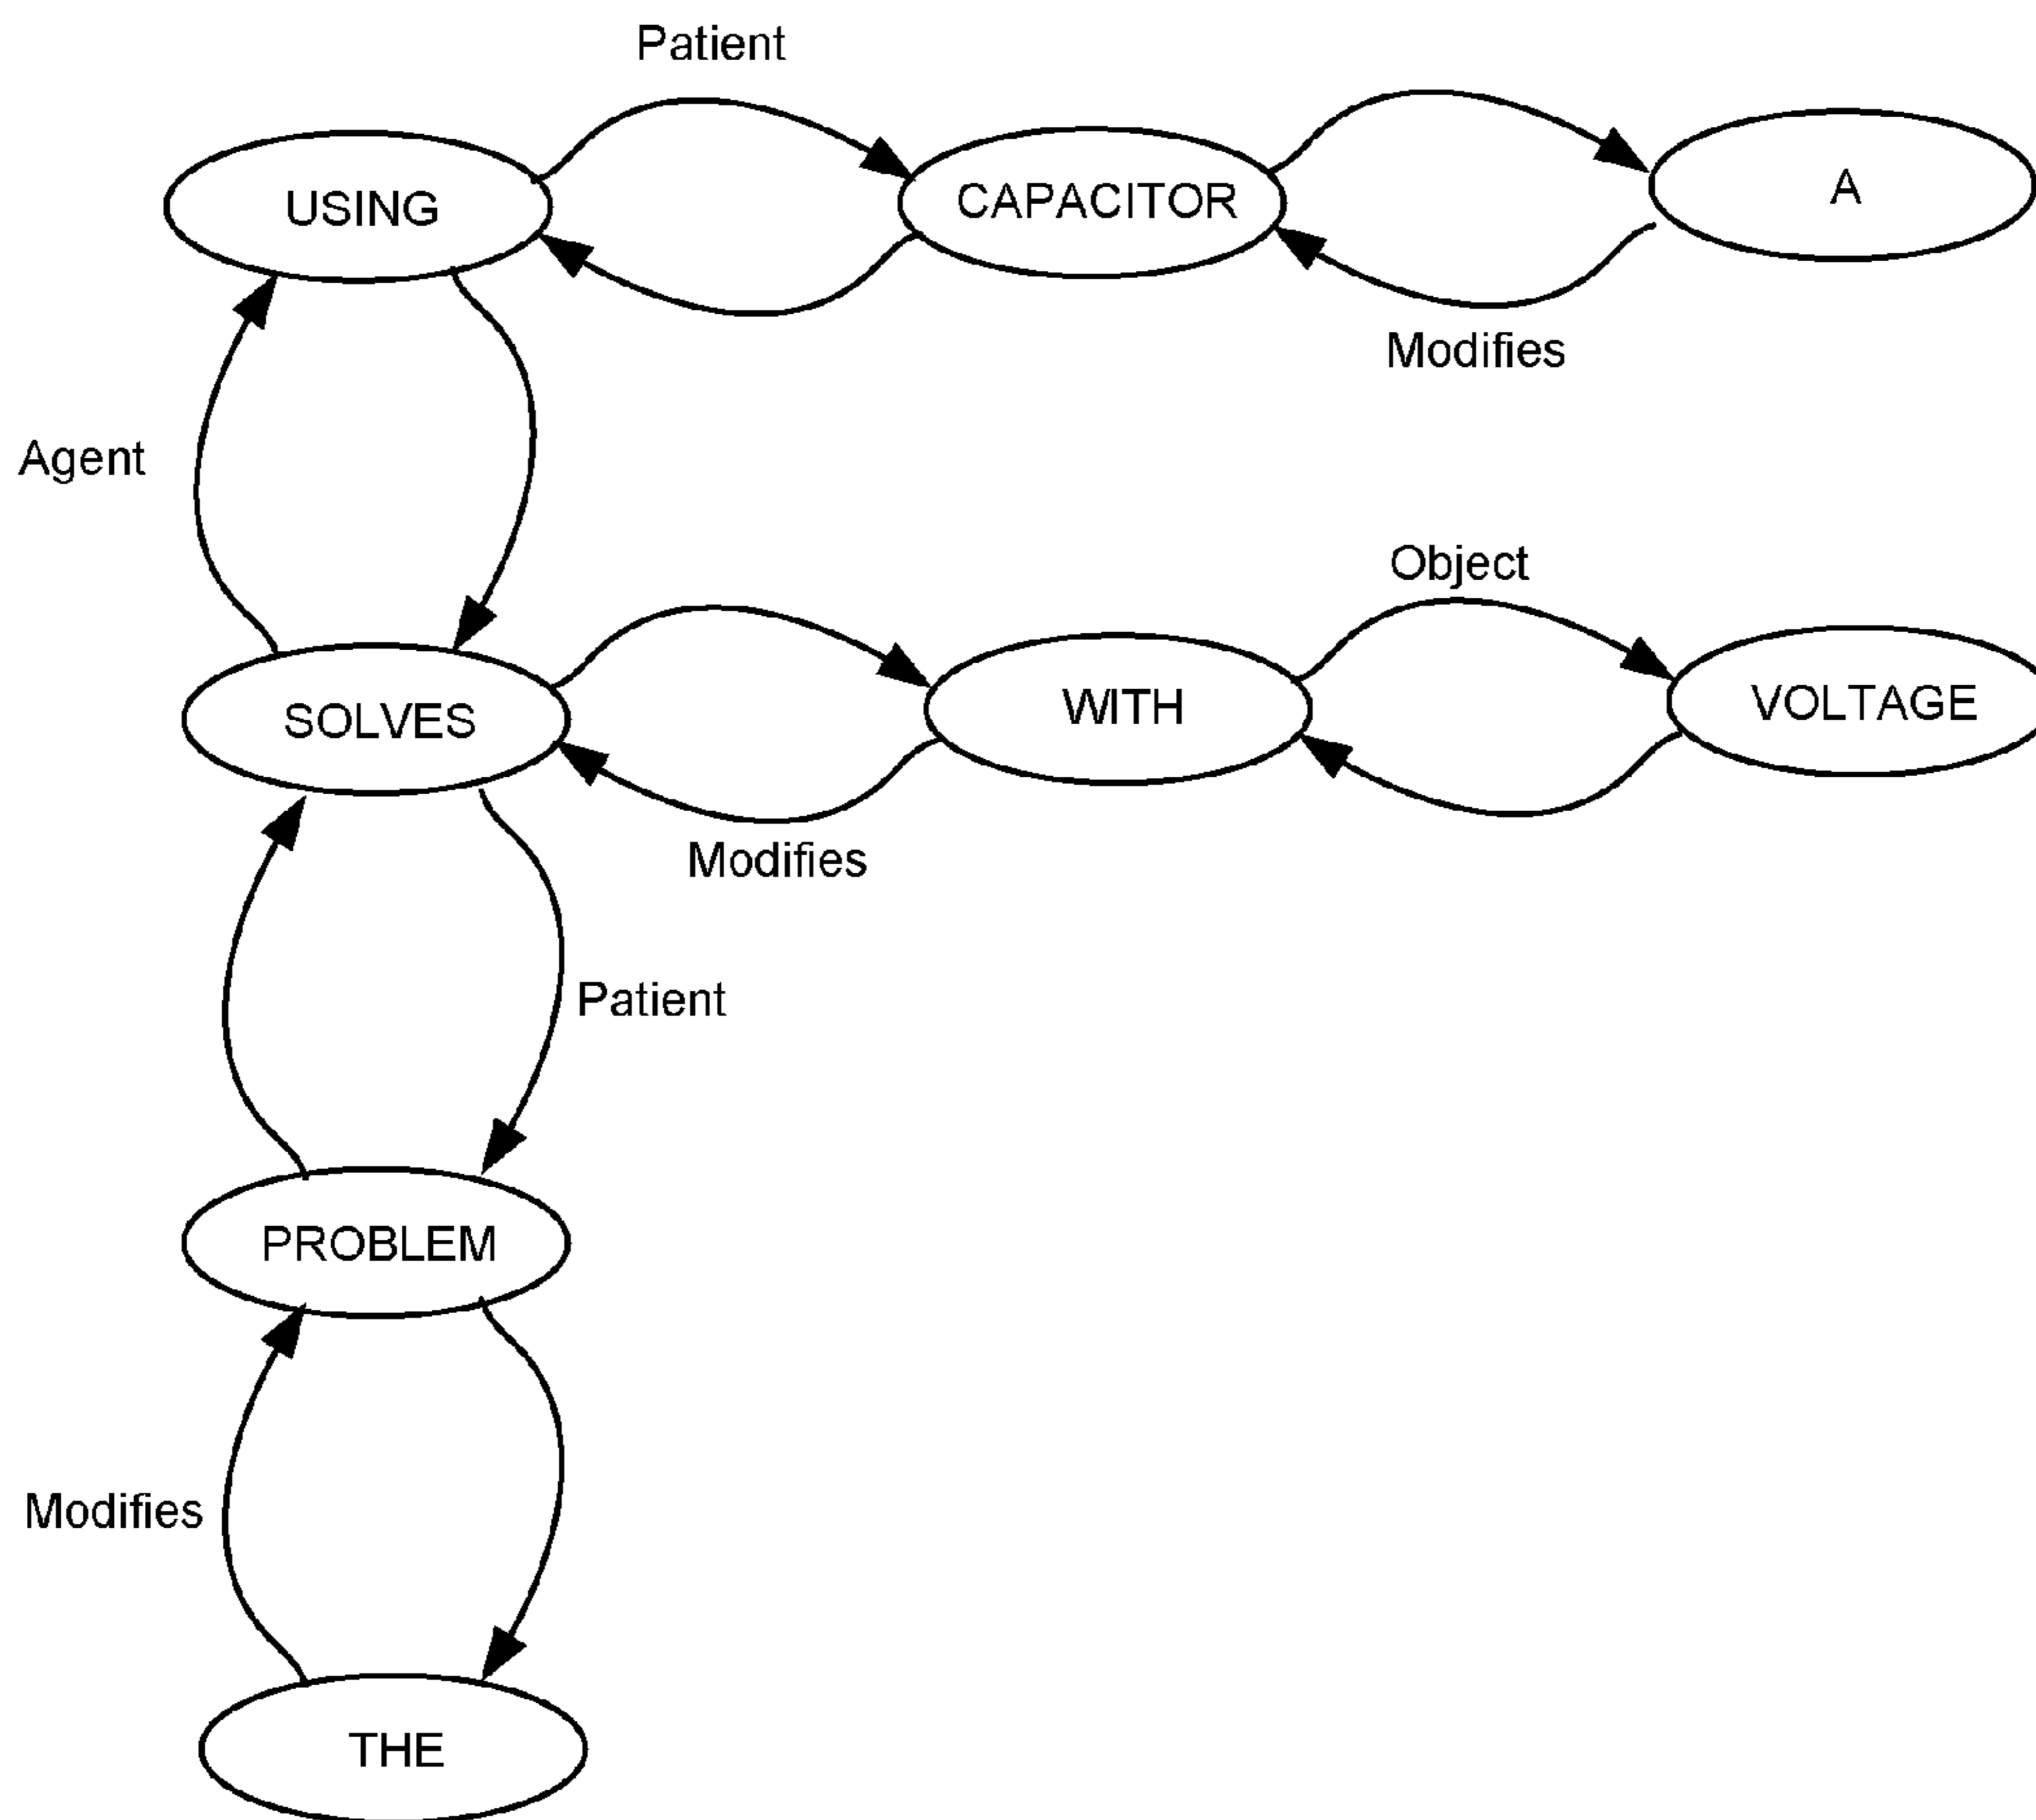 Patient
USING
CAPACITOR
A
Modifies
Agent
Object
SOLVES
WITH
VOLTAGE
Modifies
Patient
PROBLEM
Modifies
THE